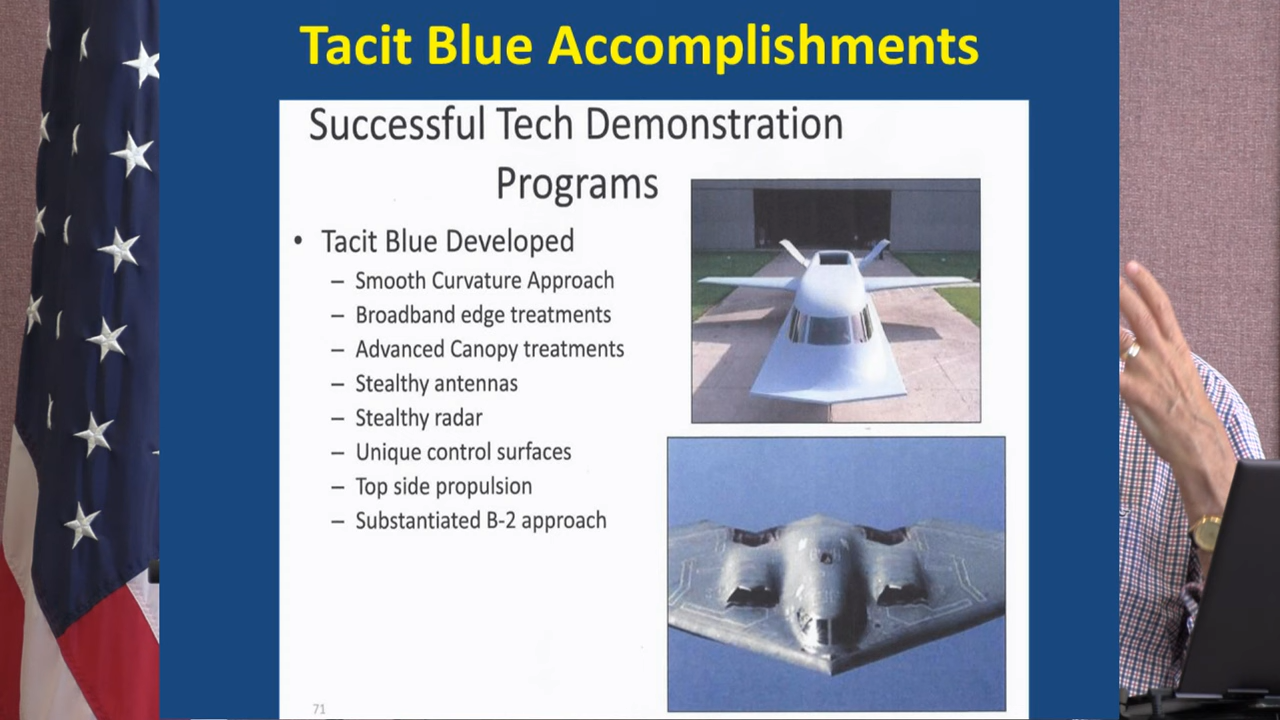 Tacit Blue Accomplishments
Successful Tech Demonstration
Programs
• Tacit Blue Developed
– Smooth Curvature Approach
– Broadband edge treatments
– Advanced Canopy treatments
– Stealthy antennas
– Stealthy radar
– Unique control surfaces
– Top side propulsion
– Substantiated B-2 approach
71